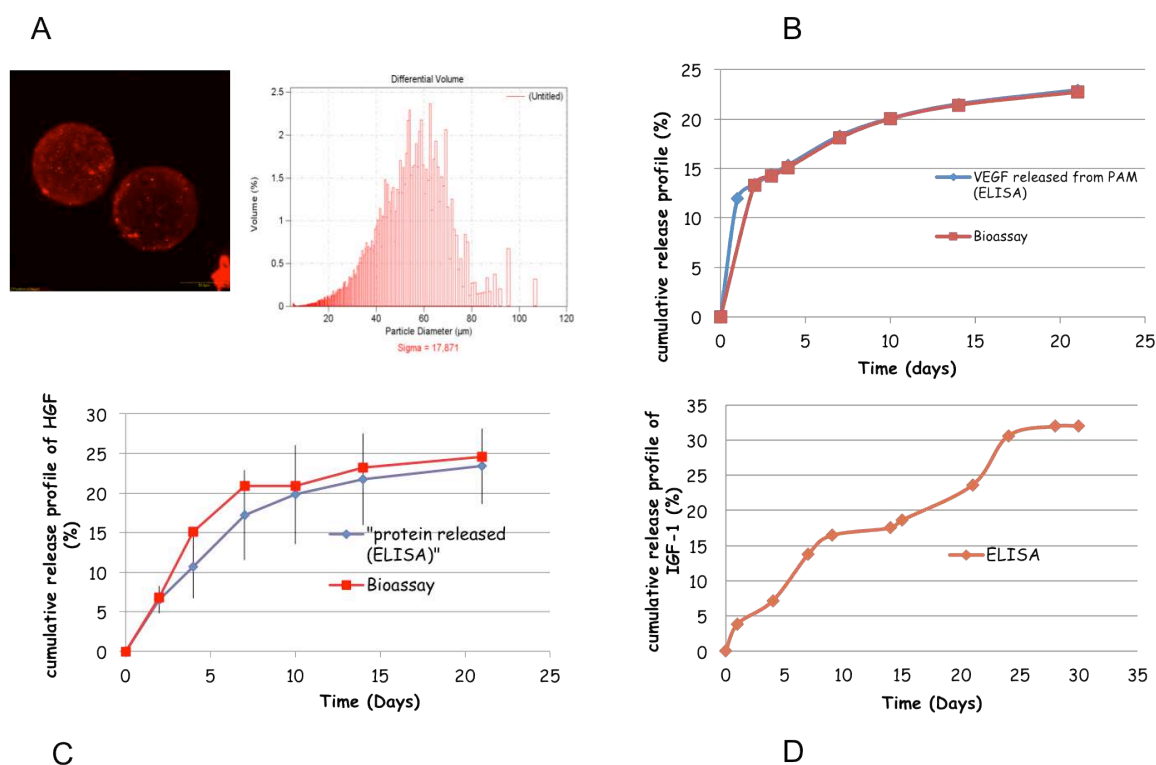 A
B
Differential Volume
(Untitled)
Volume (%)
2.5
2
1.5
1
0.5
0
20
40
60
80
100
120
Particle Diameter (µm)
Sigma = 17.871
cumulative release profile (%)
25
20
15
10
5
0
VEGF released from PAM
(ELISA)
Bioassay
0
5
10
15
20
25
Time (days)
cumulative release profile of HGF
(%)
30
25
20
15
10
5
0
"protein released
(ELISA)"
Bioassay
0
5
10
15
20
25
Time (Days)
cumulative release profile of
IGF-1 (%)
35
30
25
20
15
10
5
0
ELISA
0
5
10
15
20
25
30
35
Time (Days)
C
D